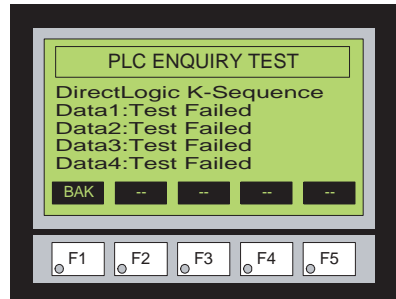 PLC ENQUIRY TEST
DirectLogic K-Sequence
Data1:Test Failed
Data2:Test Failed
Data3:Test Failed
Data4:Test Failed
BAK -- -- -- --
F1 F2 F3 F4 F5